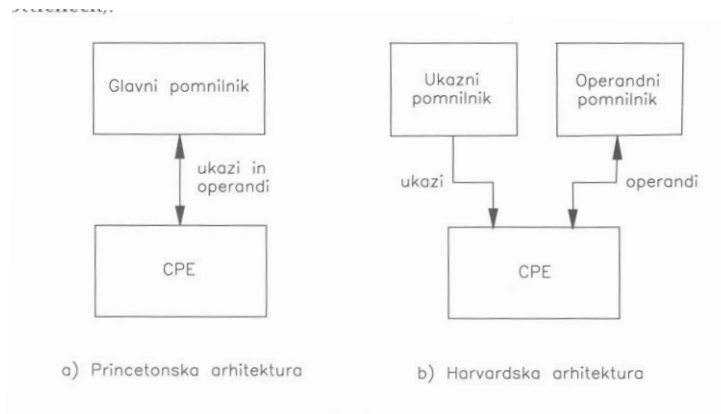 Glavni pomnilnik
ukazi in
operandi
CPE
a) Princetonska arhitektura
Ukazni
pomnilnik
Operandni
pomnilnik
ukazi
operandi
CPE
b) Harvardska arhitektura